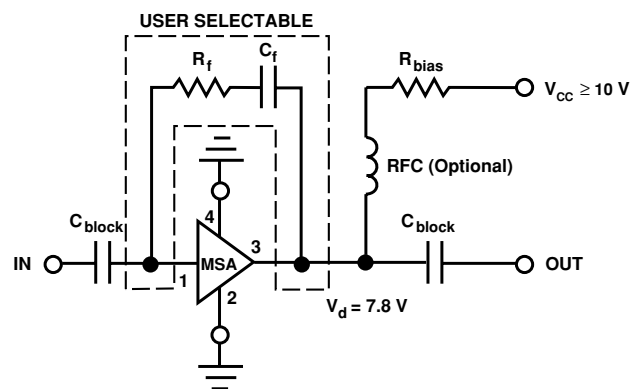 USER SELECTABLE
Rf
Cf
Rbias
VCC ≥ 10 V
RFC (Optional)
Cblock
4
3
Cblock
IN
MSA
OUT
1
2
Vd = 7.8 V